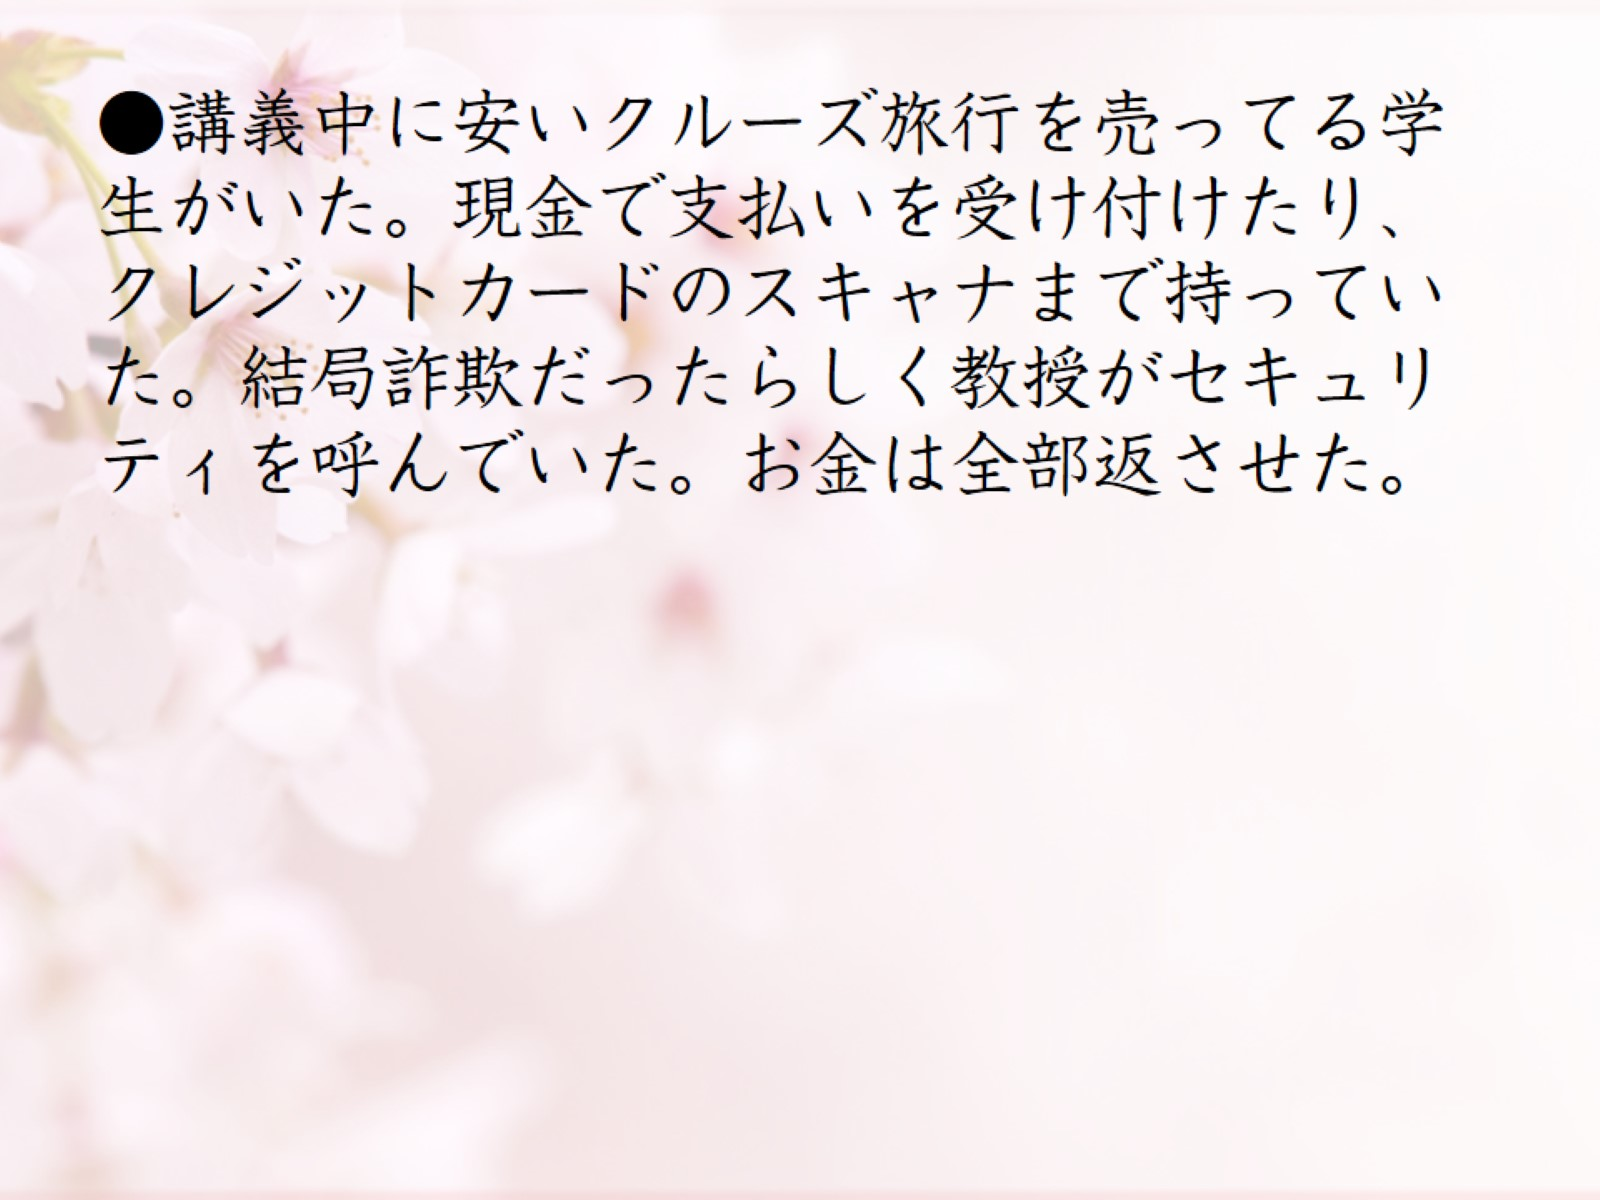 ●講義中に安いクルーズ旅行を売ってる学
生がいた。現金で支払いを受け付けたり、
クレジットカードのスキャナまで持ってい
た。結局詐欺だったらしく教授がセキュリ
ティを呼んでいた。お金は全部返させた。